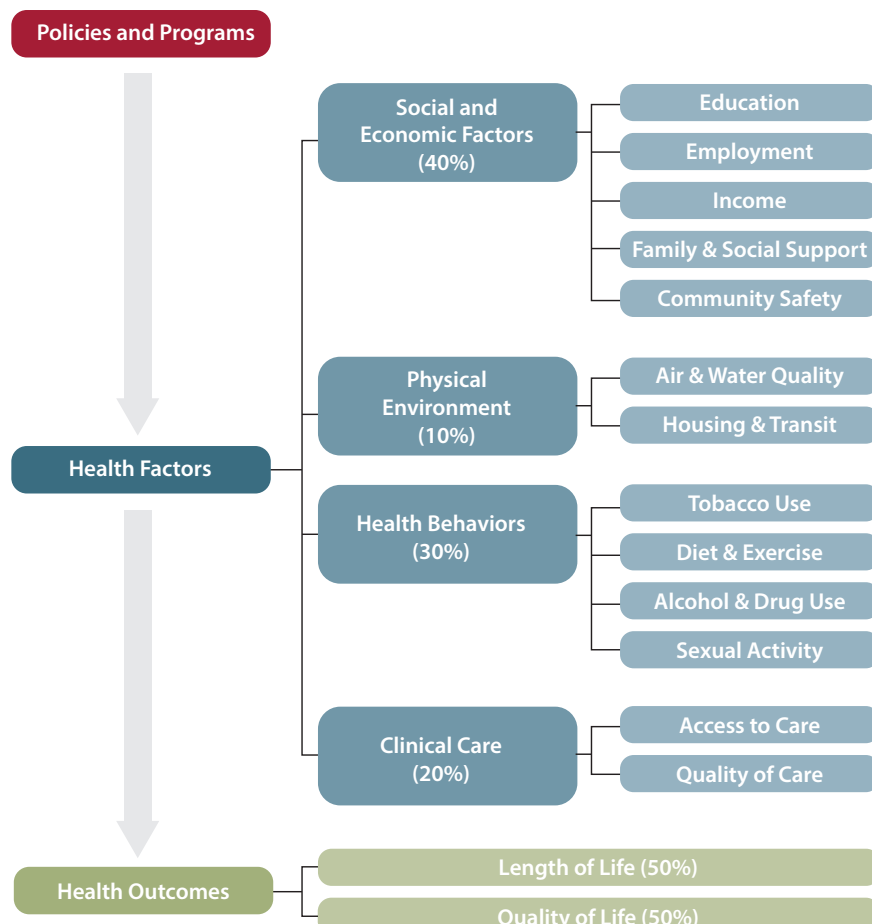 Policies and Programs
Social and
Economic Factors
(40%)
Education
Employment
Income
Family & Social Support
Community Safety
Physical
Environment
(10%)
Air & Water Quality
Housing & Transit
Health Factors
Health Behaviors
(30%)
Tobacco Use
Diet & Exercise
Alcohol & Drug Use
Sexual Activity
Clinical Care
(20%)
Access to Care
Quality of Care
Health Outcomes
Length of Life (50%)
Quality of Life (50%)